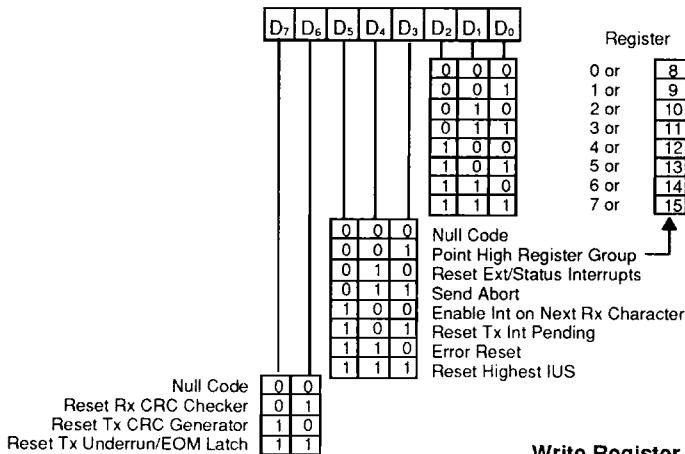 D7 D6 D5 D4 D3 D2 D1 D0
Register
0 0 0 0 or 8
0 0 1 1 or 9
0 1 0 2 or 10
0 1 1 3 or 11
1 0 0 4 or 12
1 0 1 5 or 13
1 1 0 6 or 14
1 1 1 7 or 15
0 0 0 Null Code
0 0 1 Point High Register Group
0 1 0 Reset Ext/Status Interrupts
0 1 1 Send Abort
1 0 0 Enable Int on Next Rx Character
1 0 1 Reset Tx Int Pending
1 1 0 Error Reset
1 1 1 Reset Highest IUS
Null Code 0 0
Reset Rx CRC Checker 0 1
Reset Tx CRC Generator 1 0
Reset Tx Underrun/EOM Latch 1 1
Write Register